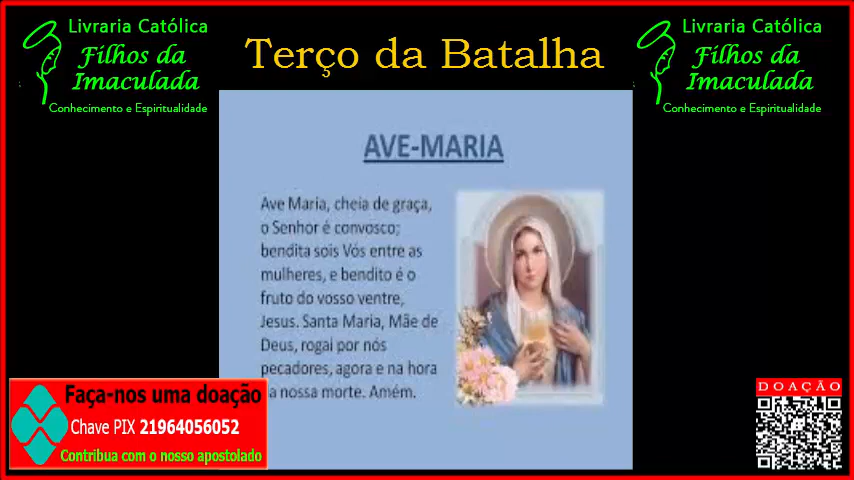 Livraria Católica
Filhos da
Imaculada
Conhecimento e Espiritualidade
Terço da Batalha
Livraria Católica
Filhos da
Imaculada
Conhecimento e Espiritualidade
AVE-MARIA
Ave Maria, cheia de graça,
o Senhor é convosco;
bendita sois Vós entre as
mulheres, e bendito é o
fruto do vosso ventre,
Jesus. Santa Maria, Mãe de
Deus, rogai por nós
pecadores, agora e na hora
a nossa morte. Amém.
Faça-nos uma doação
Chave PIX 21964056052
Contribua com o nosso apostolado
DOAÇÃO